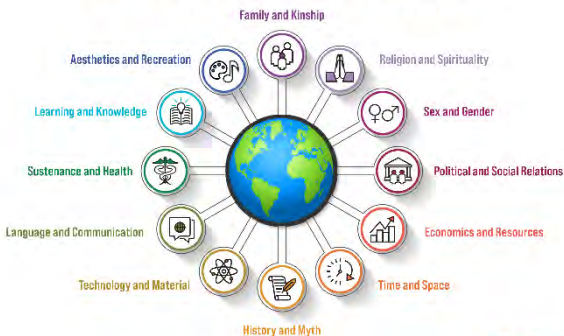 Family and Kinship
Aesthetics and Recreation
Religion and Spirituality
Learning and Knowledge
Sex and Gender
Sustenance and Health
Political and Social Relations
Language and Communication
Economics and Resources
Technology and Material
Time and Space
History and Myth